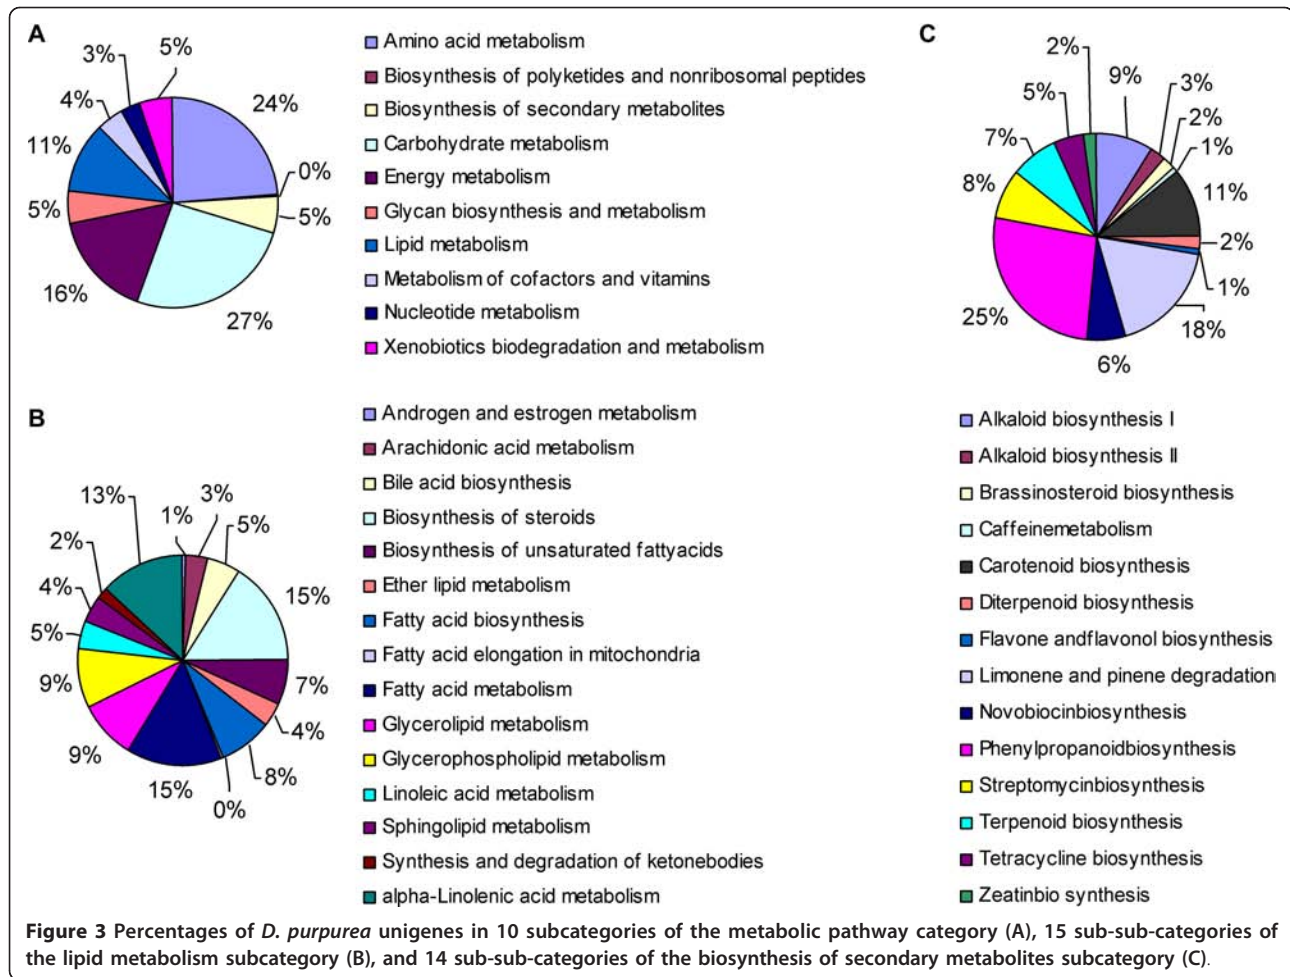 A
5%
3%
4%
24%
11%
0%
5%
5%
16%
27%
Amino acid metabolism
Biosynthesis of polyketides and nonribosomal peptides
Biosynthesis of secondary metabolites
Carbohydrate metabolism
Energy metabolism
Glycan biosynthesis and metabolism
Lipid metabolism
Metabolism of cofactors and vitamins
Nucleotide metabolism
Xenobiotics biodegradation and metabolism
B
13%
1%
3%
5%
2%
4%
15%
5%
9%
7%
4%
9%
8%
15%
0%
Androgen and estrogen metabolism
Arachidonic acid metabolism
Bile acid biosynthesis
Biosynthesis of steroids
Biosynthesis of unsaturated fattyacids
Ether lipid metabolism
Fatty acid biosynthesis
Fatty acid elongation in mitochondria
Fatty acid metabolism
Glycerolipid metabolism
Glycerophospholipid metabolism
Linoleic acid metabolism
Sphingolipid metabolism
Synthesis and degradation of ketonebodies
alpha-Linolenic acid metabolism
C
2%
9%
3%
5%
2%
7%
1%
8%
11%
2%
1%
25%
18%
6%
Alkaloid biosynthesis I
Alkaloid biosynthesis II
Brassinosteroid biosynthesis
Caffeinemetabolism
Carotenoid biosynthesis
Diterpenoid biosynthesis
Flavone andflavonol biosynthesis
Limonene and pinene degradation
Novobiocinbiosynthesis
Phenylpropanoidbiosynthesis
Streptomycinbiosynthesis
Terpenoid biosynthesis
Tetracycline biosynthesis
Zeatinbio synthesis
Figure 3 Percentages of D. purpurea unigenes in 10 subcategories of the metabolic pathway category (A), 15 sub-sub-categories of
the lipid metabolism subcategory (B), and 14 sub-sub-categories of the biosynthesis of secondary metabolites subcategory (C).